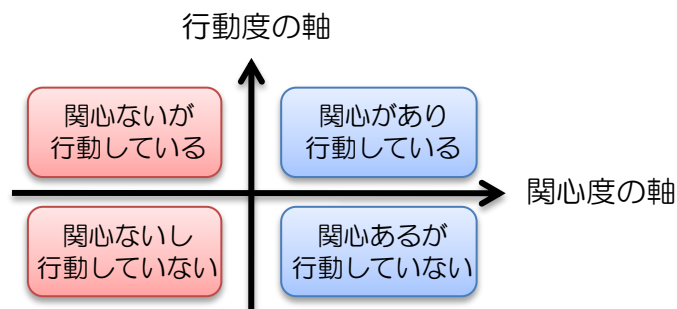 行動度の軸
関心ないが
行動している
関心があり
行動している
関心度の軸
関心ないし
行動していない
関心あるが
行動していない